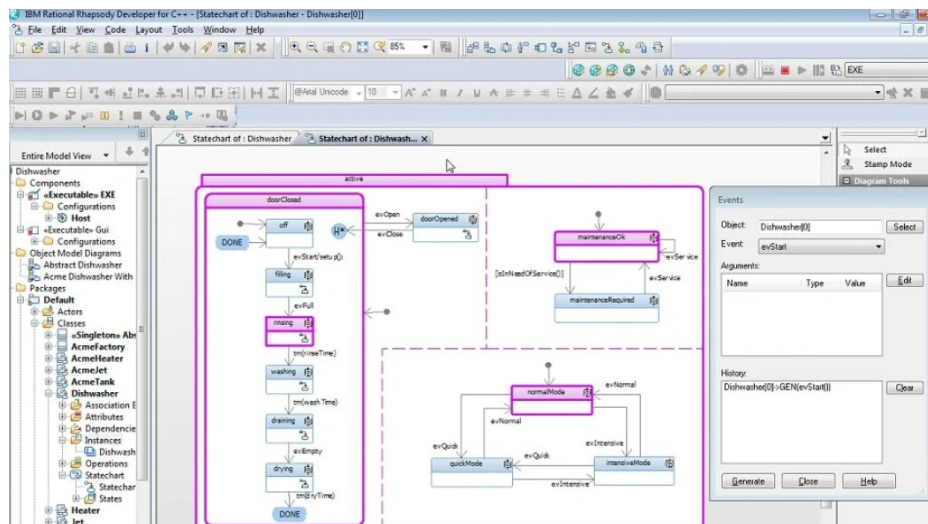 IBM Rational Rhapsody Developer for C++ - [Statechart of : Dishwasher - Dishwasher[0]]
File Edit View Code Layout Tools Window Help
85%
EXE
@Arial Unicode 10
Statechart of : Dishwasher
Statechart of : Dishwash... X
Entire Model View
Dishwasher
Components
«Executable» EXE
Configurations
Host
«Executable» Gui
Configurations
Object Model Diagrams
Abstract Dishwasher
Acme Dishwasher With
Packages
Default
Actors
Classes
«Singleton» Abs
AcmeFactory
AcmeHeater
AcmeJet
AcmeTank
Dishwasher
Association E
Attributes
Dependencie
Instances
Dishwash
Operations
Statechart
Statechar
States
Heater
Jet
active
doorClosed
off
DONE
evStart/setup();
filling
evFull
rinsing
tm(rinseTime)
washing
tm(washTime)
draining
evEmpty
drying
tm(dryTime)
DONE
H*
evOpen
evClose
doorOpened
maintenanceOk
evService
[isInNeedOfService()]
evService
maintenanceRequired
normalMode
evNormal
evNormal
evQuick
evIntensive
quickMode
evQuick
intensiveMode
evIntensive
Select
Stamp Mode
Diagram Tools
Events
Object: Dishwasher[0] Select
Event: evStart
Arguments:
Name Type Value
Edit
History:
Dishwasher[0]->GEN(evStart())
Clear
Generate Close Help